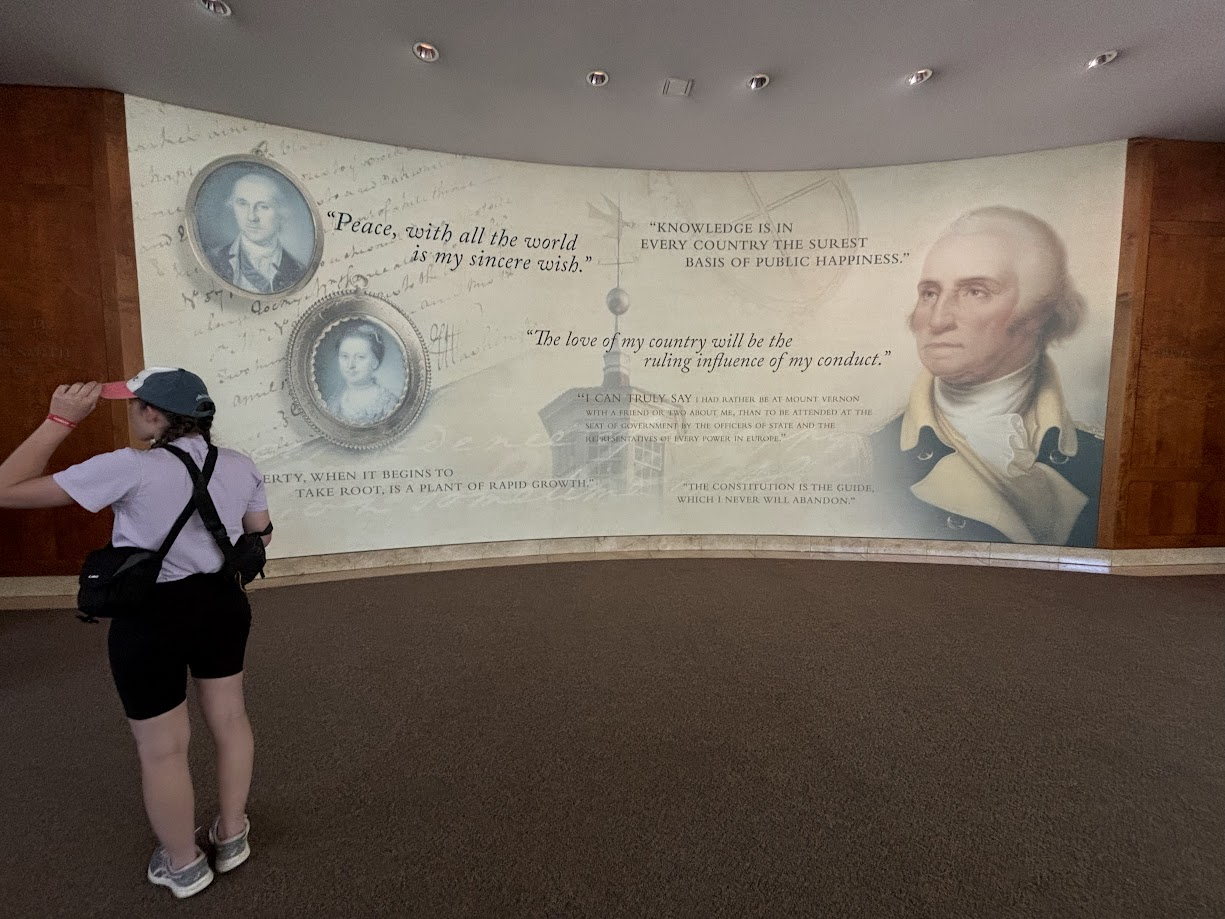 “Peace, with all the world
is my sincere wish.”
“KNOWLEDGE IS IN
EVERY COUNTRY THE SUREST
BASIS OF PUBLIC HAPPINESS.”
“The love of my country will be the
ruling influence of my conduct.”
“I CAN TRULY SAY I HAD RATHER BE AT MOUNT VERNON
WITH A FRIEND OR TWO ABOUT ME, THAN TO BE ATTENDED AT THE
SEAT OF GOVERNMENT BY THE OFFICERS OF STATE AND THE
REPRESENTATIVES OF EVERY POWER IN EUROPE.”
ERTY, WHEN IT BEGINS TO
TAKE ROOT, IS A PLANT OF RAPID GROWTH.”
“THE CONSTITUTION IS THE GUIDE,
WHICH I NEVER WILL ABANDON.”